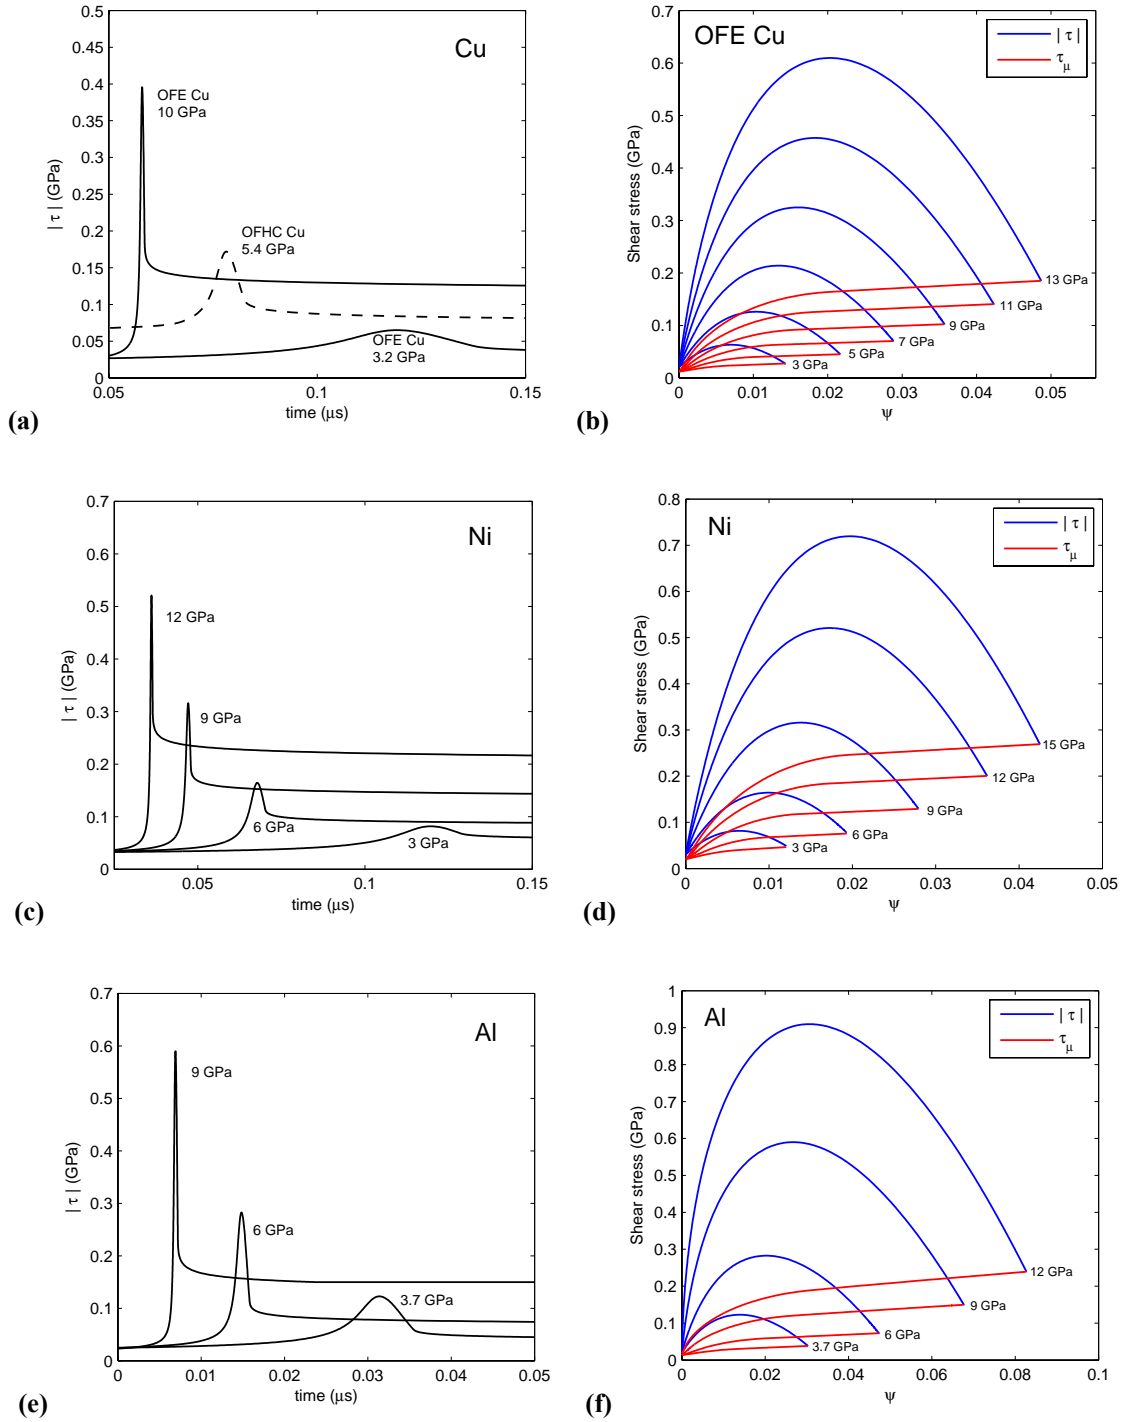 Cu
OFE Cu
10 GPa
OFHC Cu
5.4 GPa
OFE Cu
3.2 GPa
0.5
0.45
0.4
0.35
0.3
0.25
0.2
0.15
0.1
0.05
0
0.05
0.1
0.15
| τ | (GPa)
time (μs)
(a)
OFE Cu
| τ |
τμ
13 GPa
11 GPa
9 GPa
7 GPa
5 GPa
3 GPa
0.7
0.6
0.5
0.4
0.3
0.2
0.1
0
0
0.01
0.02
0.03
0.04
0.05
Shear stress (GPa)
ψ
(b)
Ni
12 GPa
9 GPa
6 GPa
3 GPa
0.7
0.6
0.5
0.4
0.3
0.2
0.1
0
0.05
0.1
0.15
| τ | (GPa)
time (μs)
(c)
Ni
| τ |
τμ
15 GPa
12 GPa
9 GPa
6 GPa
3 GPa
0.8
0.7
0.6
0.5
0.4
0.3
0.2
0.1
0
0
0.01
0.02
0.03
0.04
0.05
Shear stress (GPa)
ψ
(d)
Al
9 GPa
6 GPa
3.7 GPa
0.7
0.6
0.5
0.4
0.3
0.2
0.1
0
0
0.01
0.02
0.03
0.04
0.05
| τ | (GPa)
time (μs)
(e)
Al
| τ |
τμ
12 GPa
9 GPa
6 GPa
3.7 GPa
1
0.9
0.8
0.7
0.6
0.5
0.4
0.3
0.2
0.1
0
0
0.02
0.04
0.06
0.08
0.1
Shear stress (GPa)
ψ
(f)